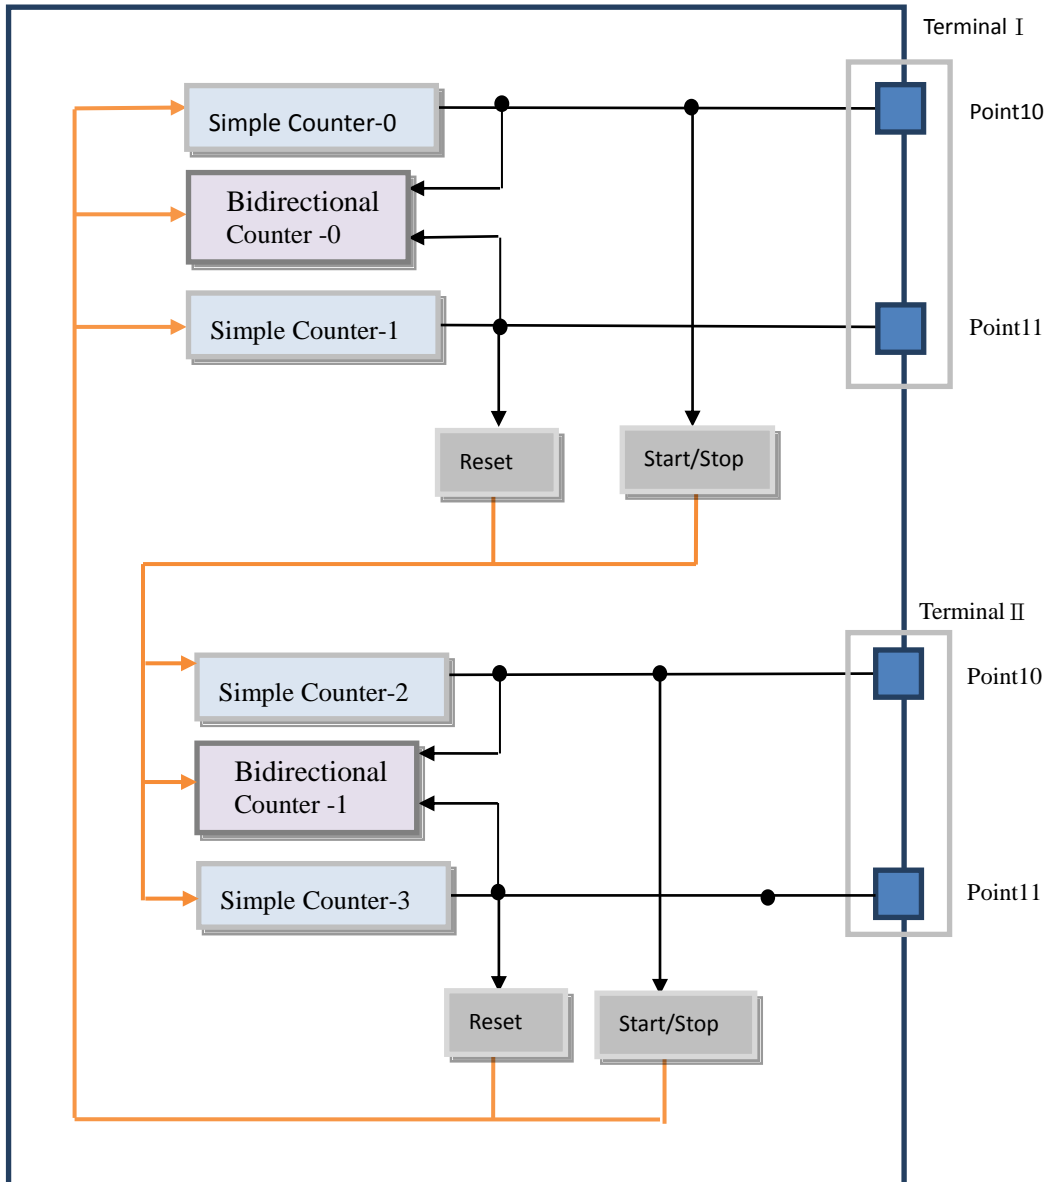 Terminal Ⅰ
Simple Counter-0
Point10
Bidirectional
Counter -0
Simple Counter-1
Point11
Reset
Start/Stop
Terminal Ⅱ
Simple Counter-2
Point10
Bidirectional
Counter -1
Simple Counter-3
Point11
Reset
Start/Stop